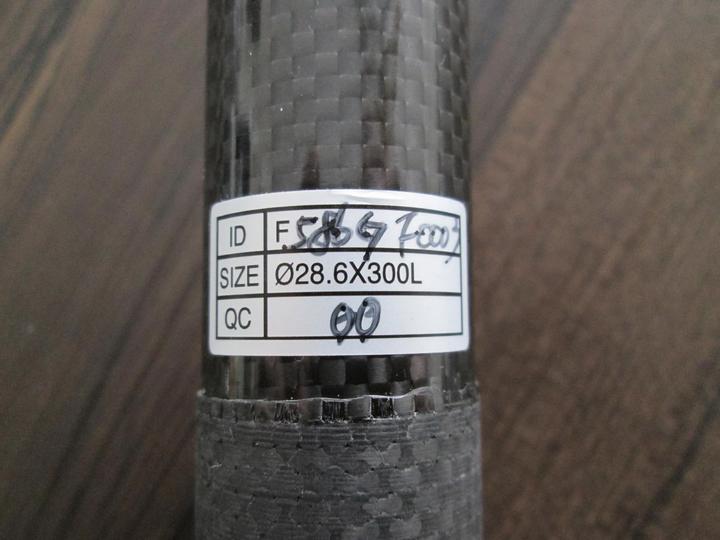 ID F
SIZE Ø28.6X300L
QC 00